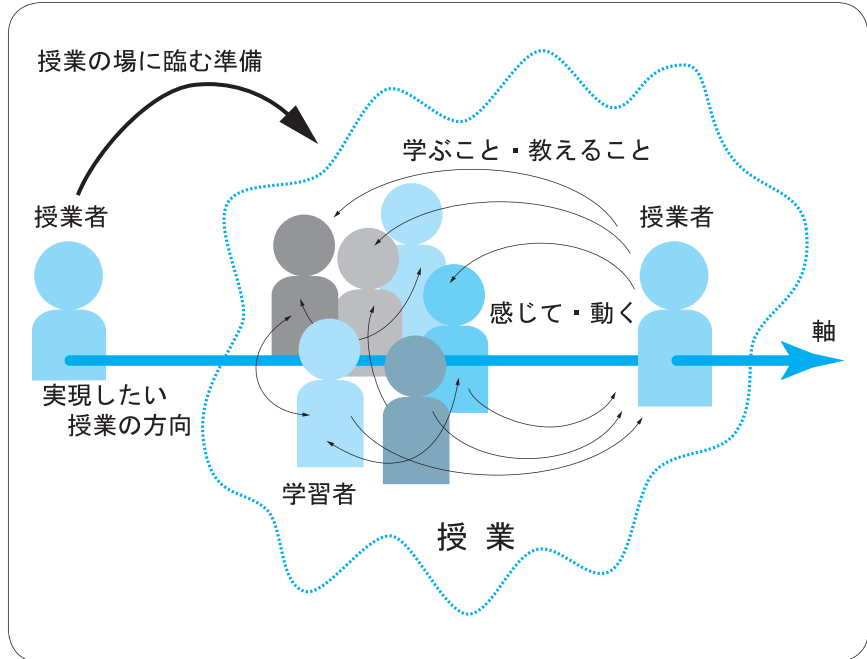 授業の場に臨む準備
学ぶこと・教えること
授業者
授業者
感じて・動く
軸
実現したい
授業の方向
学習者
授業